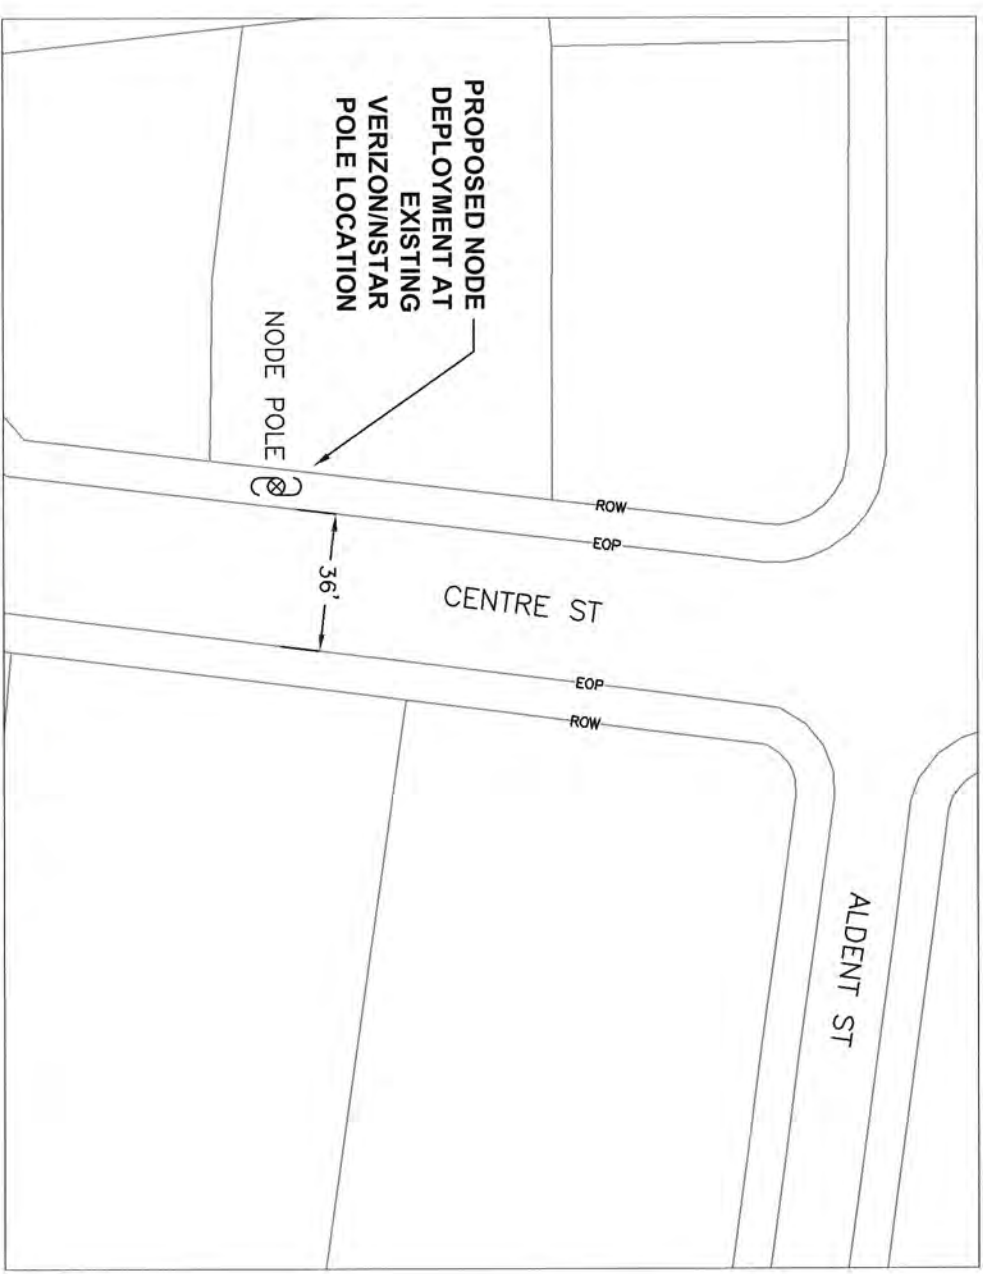 PROPOSED NODE
DEPLOYMENT AT
EXISTING
VERIZON/NSTAR
POLE LOCATION
NODE POLE
ROW
EOP
36'
CENTRE ST
EOP
ROW
ALDENT ST